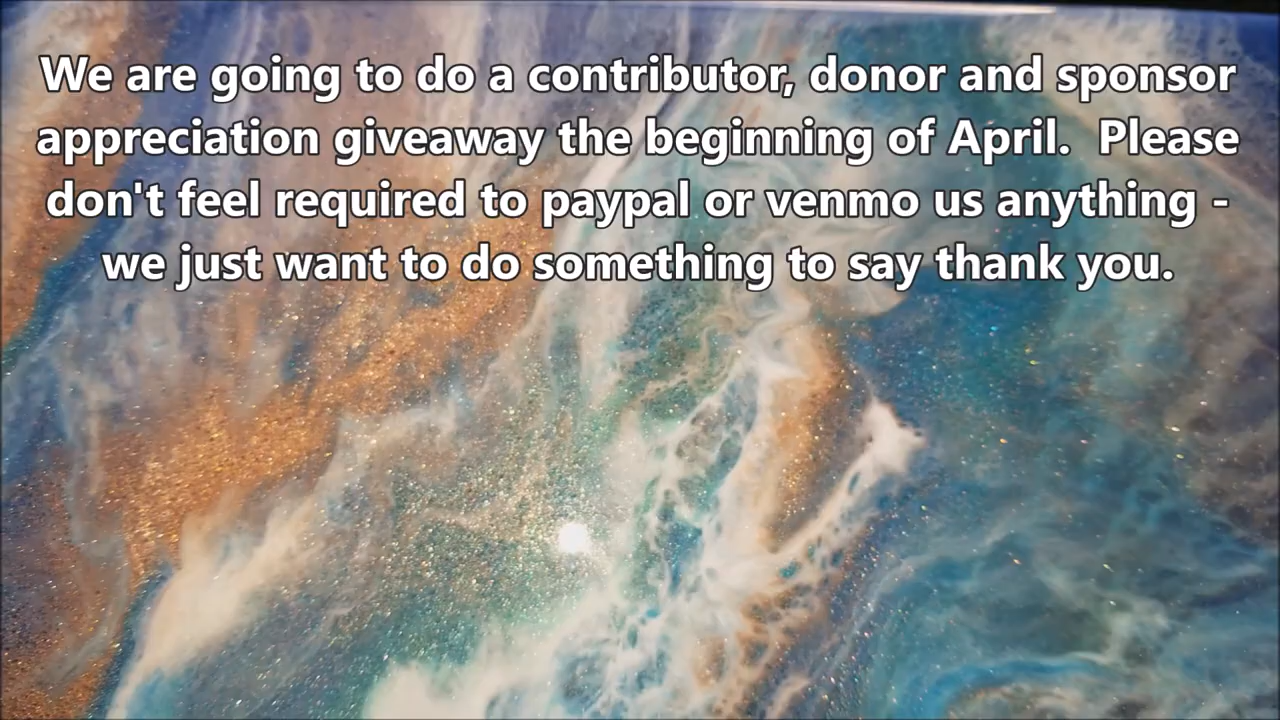 We are going to do a contributor, donor and sponsor
appreciation giveaway the beginning of April.  Please
don't feel required to paypal or venmo us anything -
we just want to do something to say thank you.